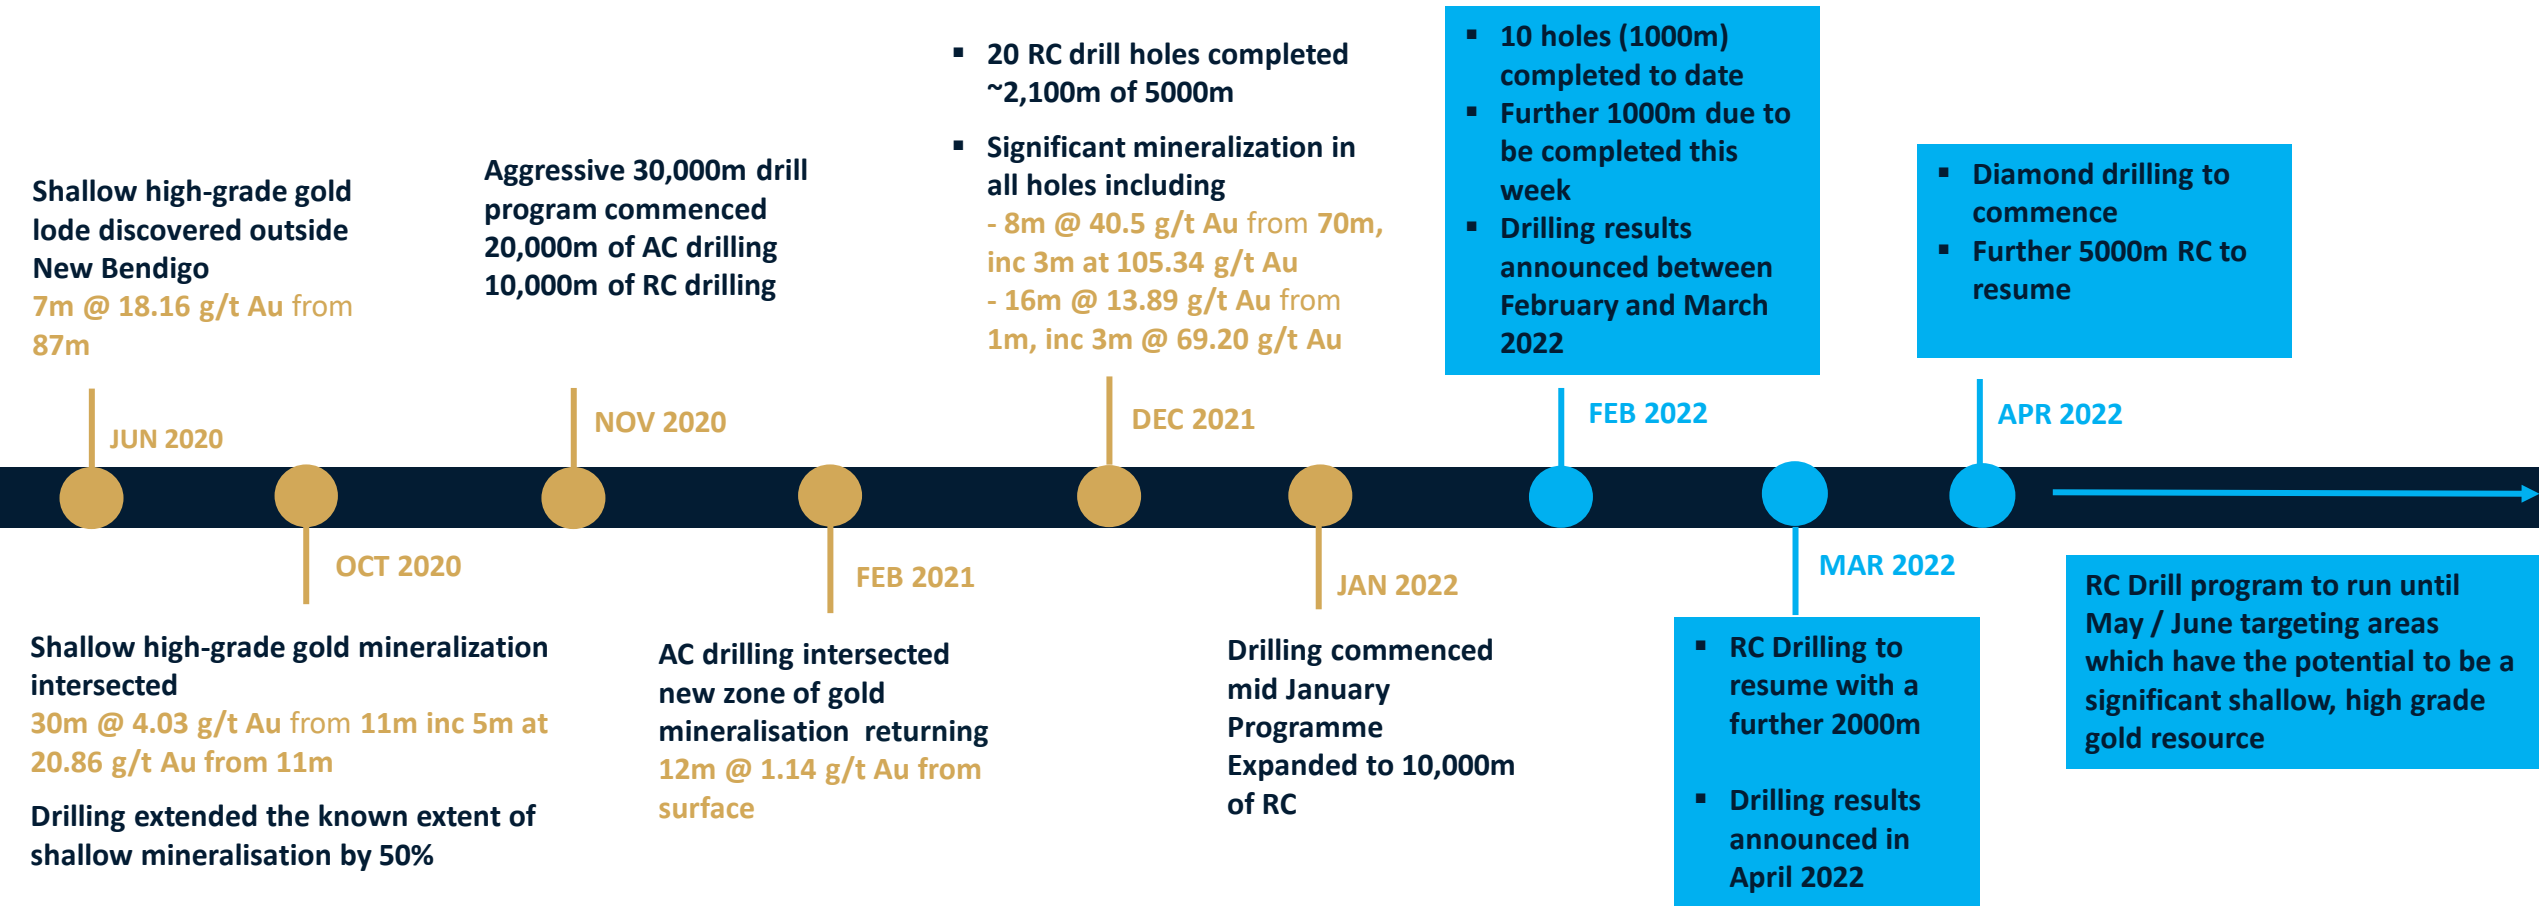 Shallow high-grade gold
lode discovered outside
New Bendigo
7m @ 18.16 g/t Au from
87m
JUN 2020
Shallow high-grade gold mineralization
intersected
30m @ 4.03 g/t Au from 11m inc 5m at
20.86 g/t Au from 11m
Drilling extended the known extent of
shallow mineralisation by 50%
OCT 2020
Aggressive 30,000m drill
program commenced
20,000m of AC drilling
10,000m of RC drilling
NOV 2020
FEB 2021
AC drilling intersected
new zone of gold
mineralisation returning
12m @ 1.14 g/t Au from
surface
▪ 20 RC drill holes completed
~2,100m of 5000m
▪ Significant mineralization in
all holes including
- 8m @ 40.5 g/t Au from 70m,
inc 3m at 105.34 g/t Au
- 16m @ 13.89 g/t Au from
1m, inc 3m @ 69.20 g/t Au
DEC 2021
JAN 2022
Drilling commenced
mid January
Programme
Expanded to 10,000m
of RC
▪ 10 holes (1000m)
completed to date
▪ Further 1000m due to
be completed this
week
▪ Drilling results
announced between
February and March
2022
FEB 2022
MAR 2022
▪ RC Drilling to
resume with a
further 2000m
▪ Drilling results
announced in
April 2022
▪ Diamond drilling to
commence
▪ Further 5000m RC to
resume
APR 2022
RC Drill program to run until
May / June targeting areas
which have the potential to be a
significant shallow, high grade
gold resource